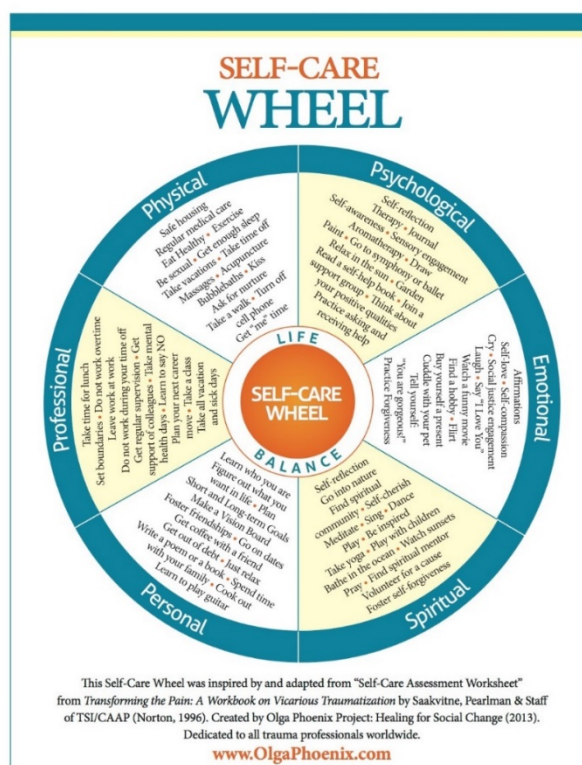 SELF-CARE
WHEEL
Physical
Safe housing
Regular medical care
Eat Healthy • Exercise
Be sexual • Get enough sleep
Take vacations • Take time off
Massages • Acupuncture
Bubblebaths • Kiss
Ask for nurture
Take a walk • Turn off
cell phone
Get "me" time
Psychological
Self-reflection
Therapy • Journal
Self-awareness • Sensory engagement
Aromatherapy • Draw
Paint • Go to symphony or ballet
Relax in the sun • Garden
Read a self-help book • Join a
support group • Think about
your positive qualities
Practice asking and
receiving help
Emotional
Affirmations
Self-love • Self-compassion
Cry • Social justice engagement
Laugh • Say "I Love You"
Watch a funny movie
Find a hobby • Flirt
Buy yourself a present
Cuddle with your pet
Tell yourself:
"You are gorgeous!"
Practice Forgiveness
Spiritual
Self-reflection
Go into nature
Find spiritual
community • Self-cherish
Meditate • Sing • Dance
Play • Be inspired
Take yoga • Play with children
Bathe in the ocean • Watch sunsets
Pray • Find spiritual mentor
Volunteer for a cause
Foster self-forgiveness
Personal
Learn who you are
Figure out what you
want in life • Plan
Short and Long-term Goals
Make a Vision Board
Foster friendships • Go on dates
Get coffee with a friend
Get out of debt • Just relax
Write a poem or a book • Spend time
with your family • Cook out
Learn to play guitar
Professional
Take time for lunch
Set boundaries • Do not work overtime
Leave work at work
Do not work during your time off
Get regular supervision • Get
support of colleagues • Take mental
health days • Learn to say NO
Plan your next career
move • Take a class
Take all vacation
and sick days
LIFE
SELF-CARE
WHEEL
BALANCE
This Self-Care Wheel was inspired by and adapted from "Self-Care Assessment Worksheet"
from Transforming the Pain: A Workbook on Vicarious Traumatization by Saakvitne, Pearlman & Staff
of TSI/CAAP (Norton, 1996). Created by Olga Phoenix Project: Healing for Social Change (2013).
Dedicated to all trauma professionals worldwide.
www.OlgaPhoenix.com